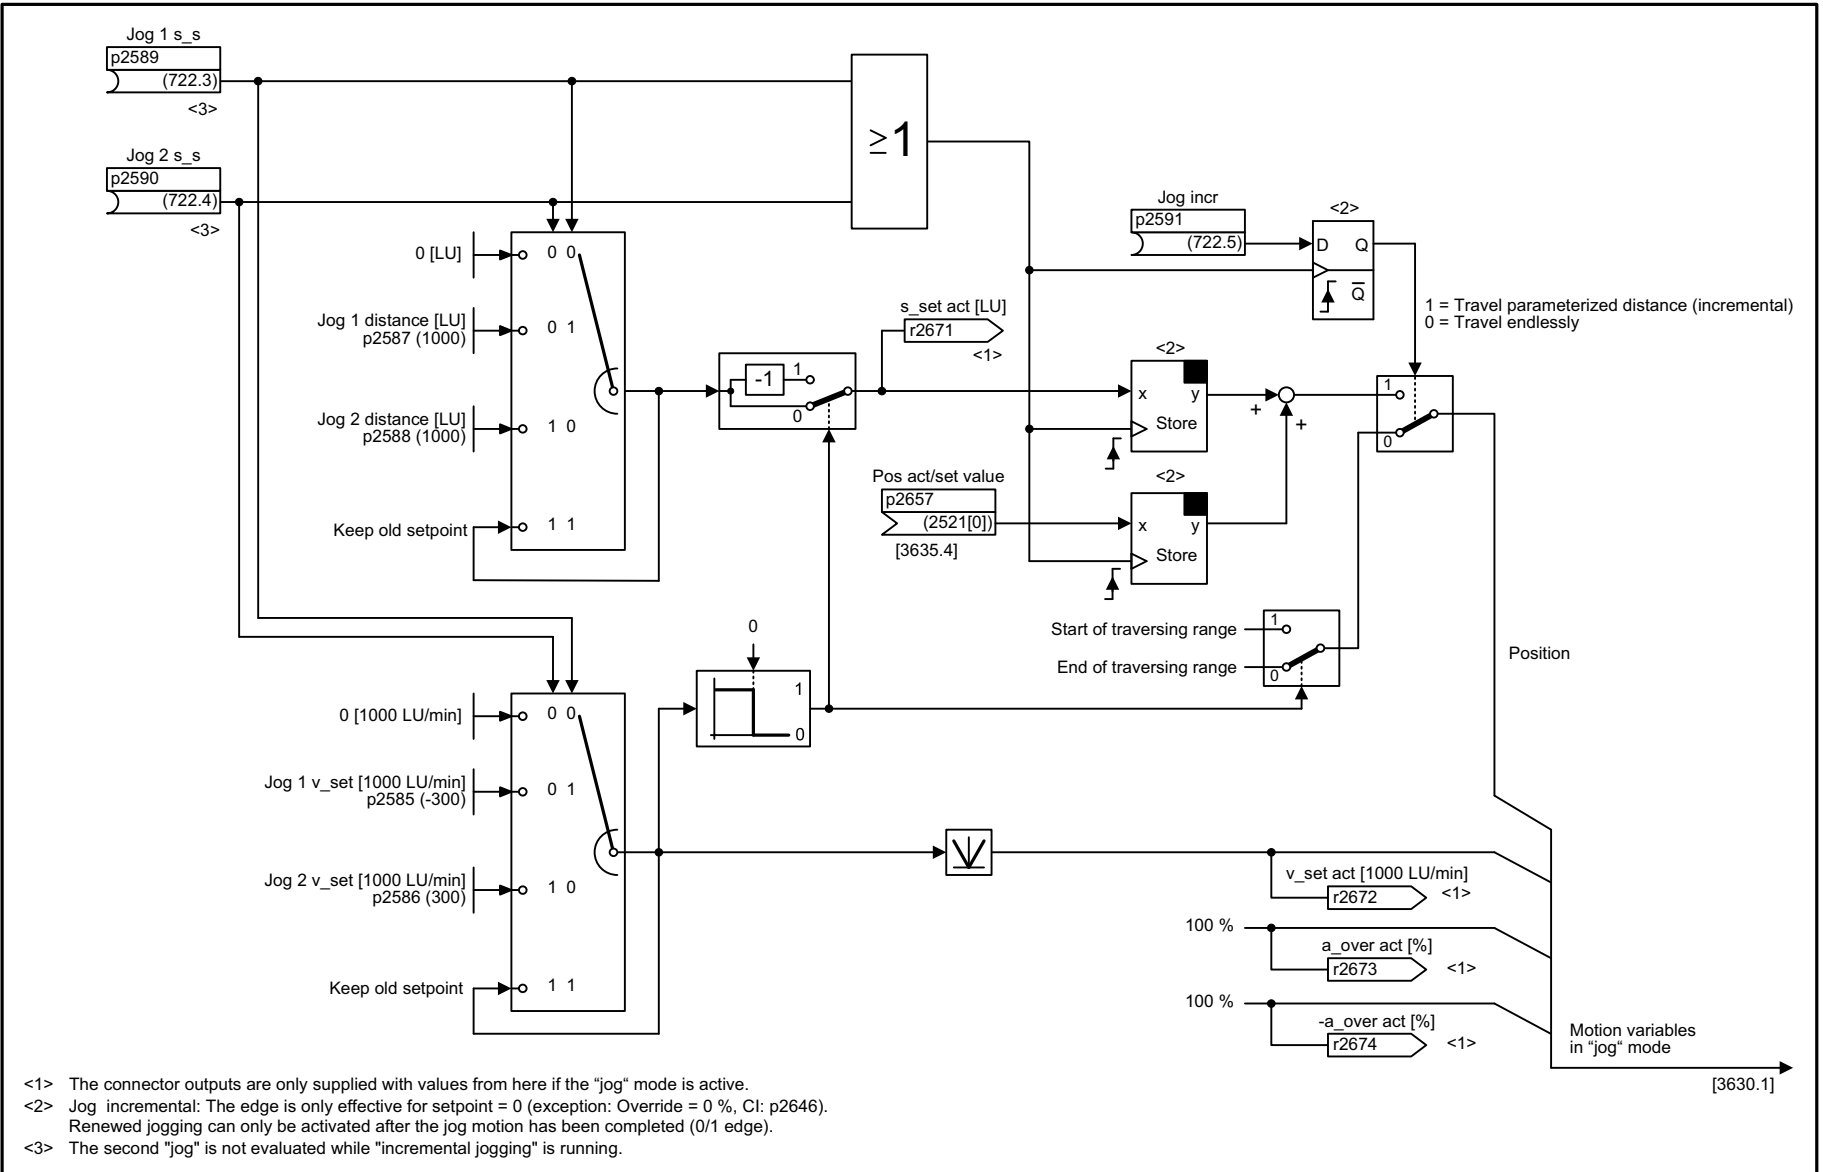 Jog 1 s_s
p2589
(722.3)
<3>
Jog 2 s_s
p2590
(722.4)
<3>
≥1
0 [LU]
0 0
Jog 1 distance [LU]
p2587 (1000)
0 1
Jog 2 distance [LU]
p2588 (1000)
1 0
Keep old setpoint
1 1
-1
1
0
s_set act [LU]
r2671
<1>
Jog incr
p2591
(722.5)
<2>
D Q
Q̅
1 = Travel parameterized distance (incremental)
0 = Travel endlessly
<2>
x y
Store
+
+
1
0
Pos act/set value
p2657
(2521[0])
[3635.4]
<2>
x y
Store
Start of traversing range
End of traversing range
1
0
Position
0
1
0
0 [1000 LU/min]
0 0
Jog 1 v_set [1000 LU/min]
p2585 (-300)
0 1
Jog 2 v_set [1000 LU/min]
p2586 (300)
1 0
Keep old setpoint
1 1
v_set act [1000 LU/min]
r2672
<1>
100 %
a_over act [%]
r2673
<1>
100 %
-a_over act [%]
r2674
<1>
Motion variables
in “jog“ mode
[3630.1]
<1> The connector outputs are only supplied with values from here if the “jog“ mode is active.
<2> Jog incremental: The edge is only effective for setpoint = 0 (exception: Override = 0 %, CI: p2646).
Renewed jogging can only be activated after the jog motion has been completed (0/1 edge).
<3> The second "jog" is not evaluated while "incremental jogging" is running.